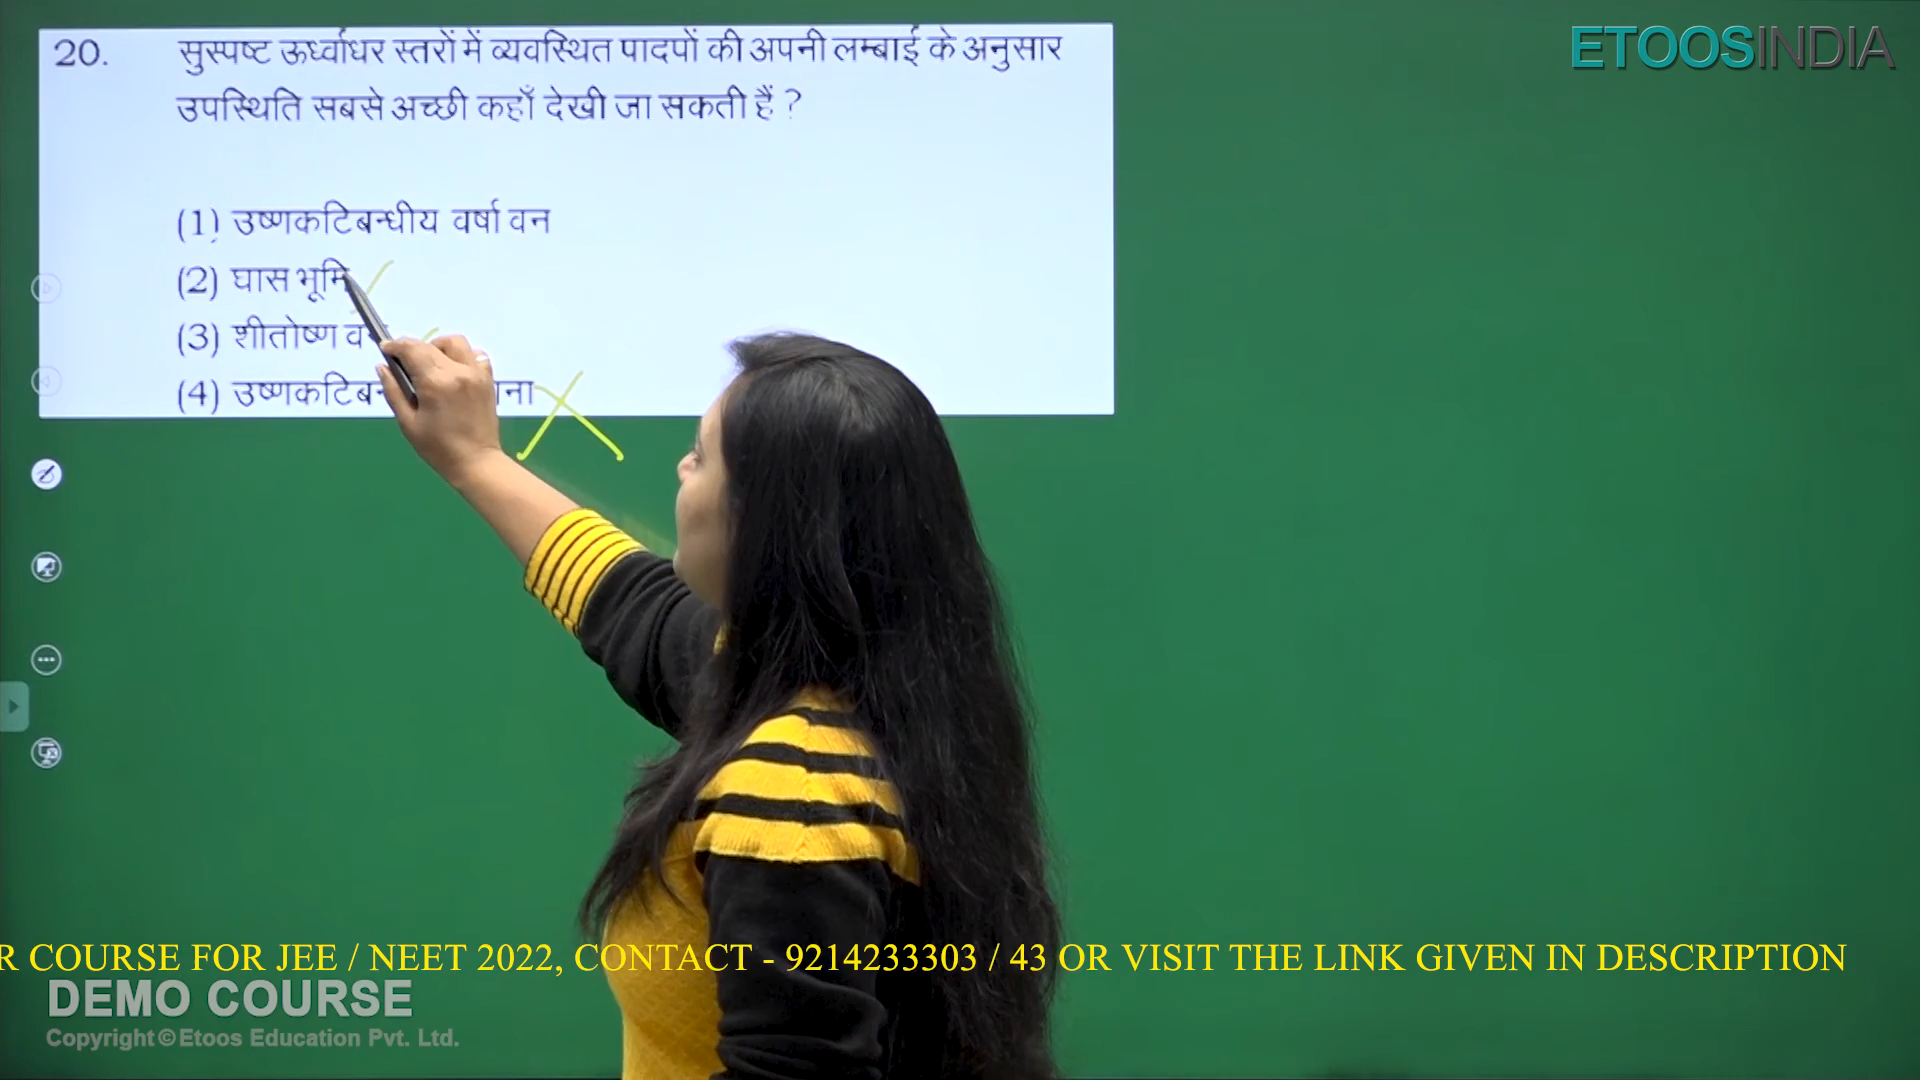 ETOOSINDIA
20. सुस्पष्ट ऊर्ध्वाधर स्तरों में व्यवस्थित पादपों की अपनी लम्बाई के अनुसार
उपस्थिति सबसे अच्छी कहाँ देखी जा सकती हैं ?
(1) उष्णकटिबन्धीय वर्षा वन
(2) घास भूमि
(3) शीतोष्ण
(4)
R COURSE FOR JEE / NEET 2022, CONTACT - 9214233303 / 43 OR VISIT THE LINK GIVEN IN DESCRIPTION
DEMO COURSE
Copyright © Etoos Education Pvt. Ltd.